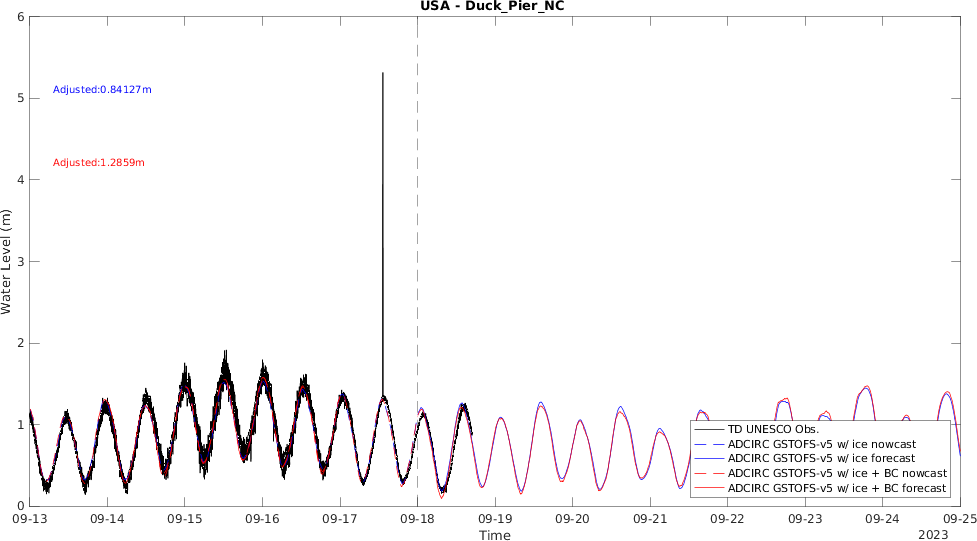 USA - Duck_Pier_NC
6
5
4
3
2
1
0
Water Level (m)
Adjusted:0.84127m
Adjusted:1.2859m
TD UNESCO Obs.
ADCIRC GSTOFS-v5 w/ ice nowcast
ADCIRC GSTOFS-v5 w/ ice forecast
ADCIRC GSTOFS-v5 w/ ice + BC nowcast
ADCIRC GSTOFS-v5 w/ ice + BC forecast
09-13 09-14 09-15 09-16 09-17 09-18 09-19 09-20 09-21 09-22 09-23 09-24 09-25
Time
2023